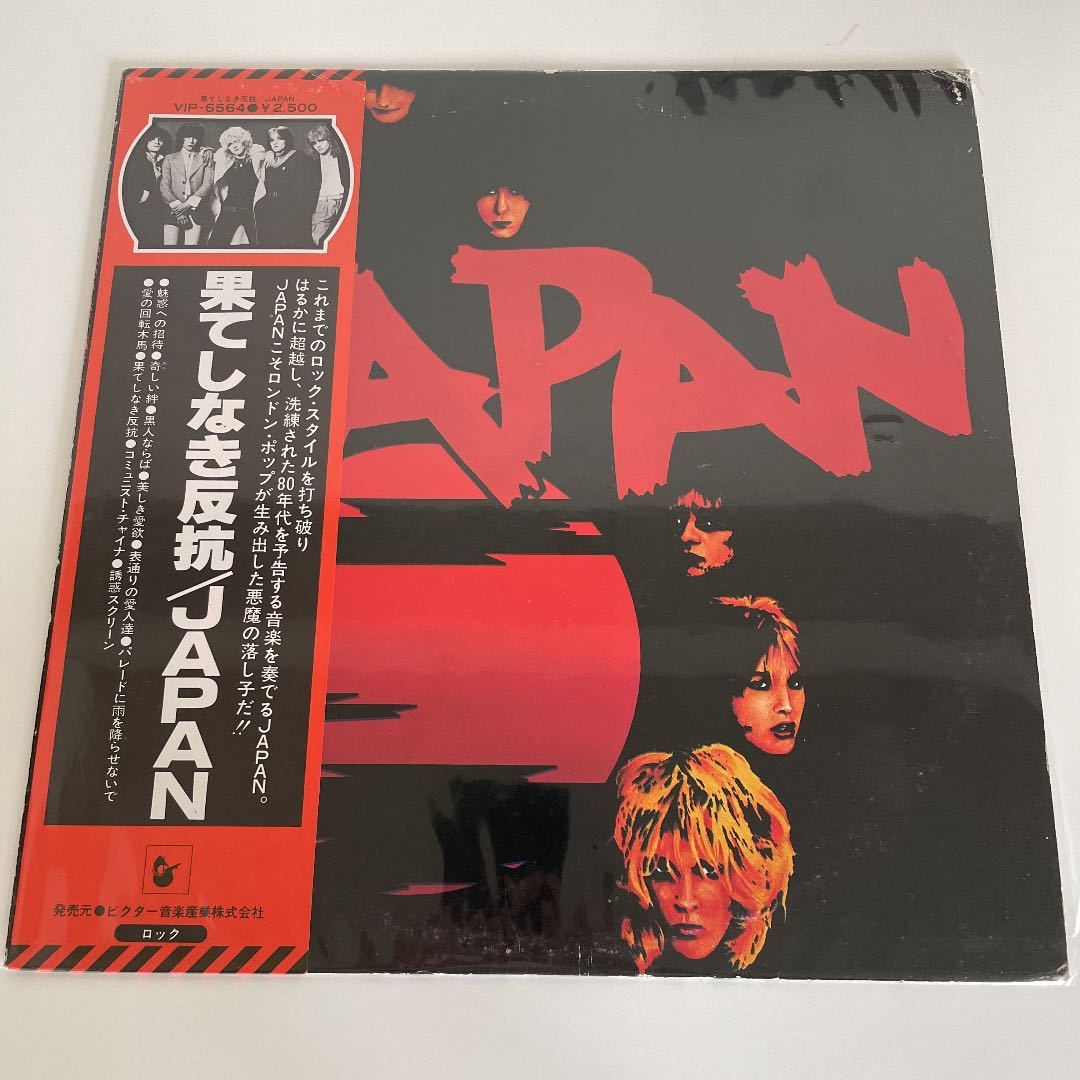 果てしなき反抗/JAPAN
VIP-6564●¥2,500
JAPAN
これまでのロック・スタイルを打ち破り
はるかに超越し、洗練された80年代を予告する音楽を奏でるJAPAN。
JAPANこそロンドン・ポップが生み出した悪魔の落し子だ!!
果てしなき反抗/JAPAN
●魅惑への招待●奇しい絆●黒人ならば●美しき愛欲●表通りの愛人達●パレードに雨を降らせないで
●愛の回転木馬●果てしなき反抗●コミュニスト・チャイナ●誘惑スクリーン
発売元●ビクター音楽産業株式会社
ロック